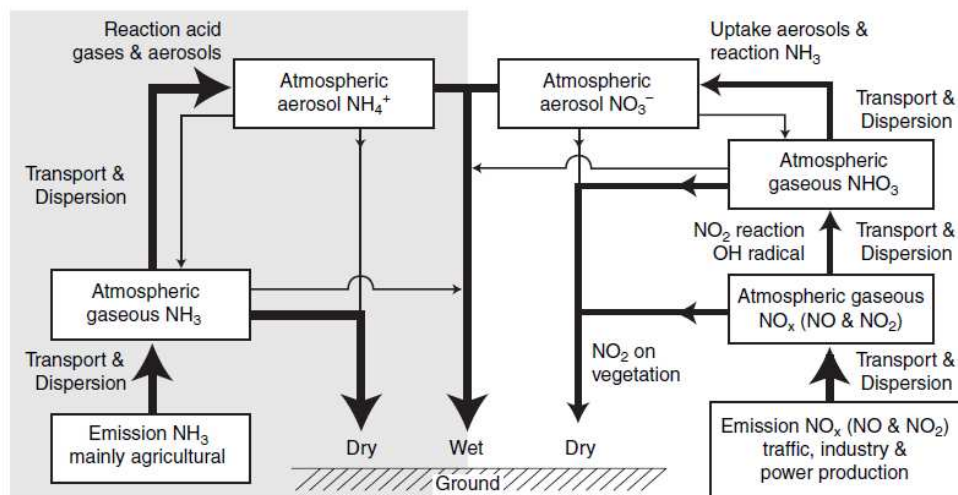 Reaction acid
gases & aerosols
Uptake aerosols &
reaction NH₃
Atmospheric
aerosol NH₄⁺
Atmospheric
aerosol NO₃⁻
Transport &
Dispersion
Transport &
Dispersion
Atmospheric
gaseous NHO₃
NO₂ reaction
OH radical
Transport &
Dispersion
Atmospheric
gaseous NH₃
Atmospheric gaseous
NOₓ (NO & NO₂)
Transport &
Dispersion
NO₂ on
vegetation
Transport &
Dispersion
Emission NH₃
mainly agricultural
Dry
Wet
Dry
Emission NOₓ (NO & NO₂)
traffic, industry &
power production
Ground